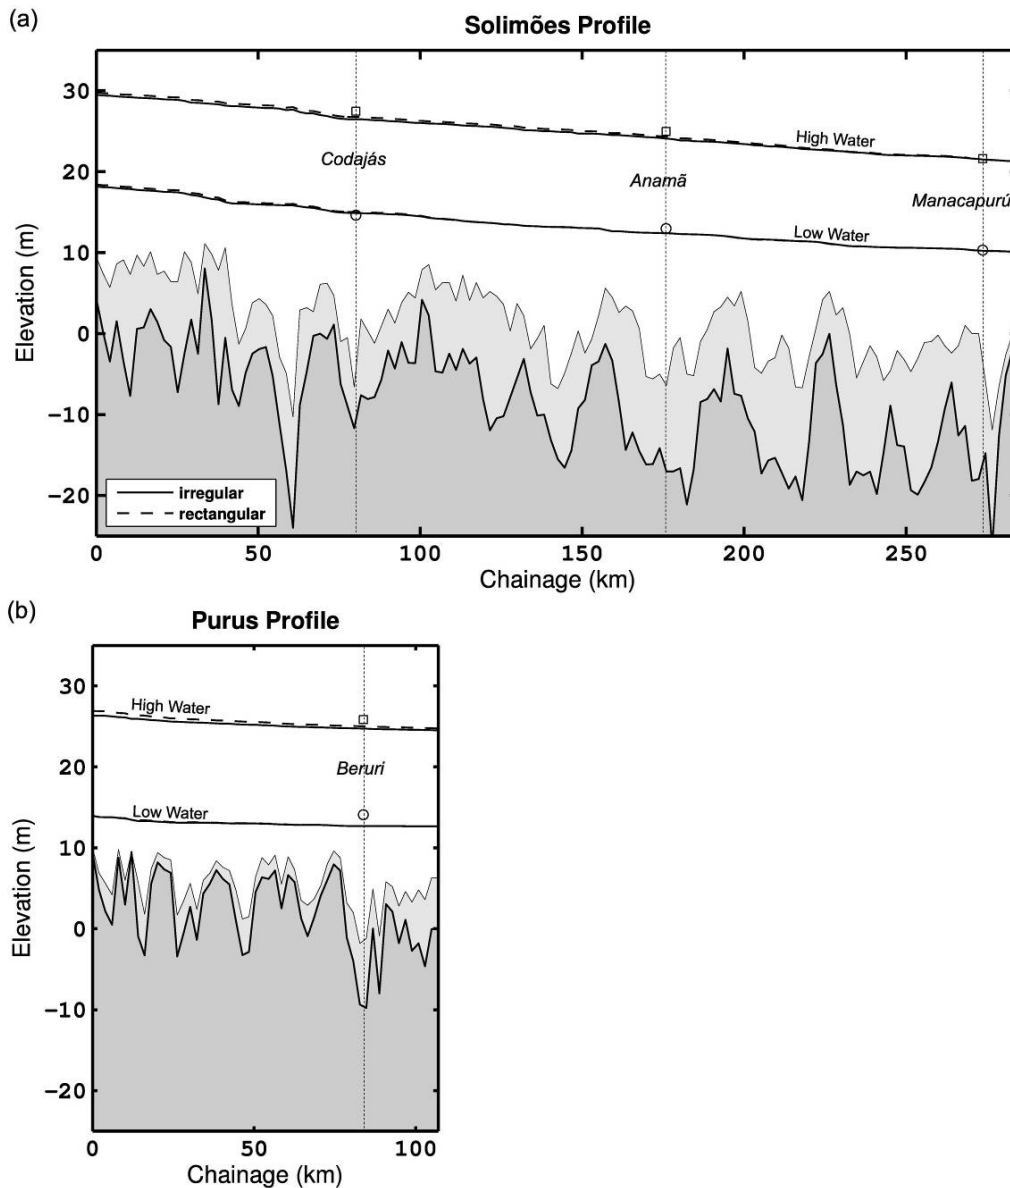 (a)
Solimões Profile
30
20
10
0
−10
−20
Elevation (m)
High Water
Codajás
Anamã
Manacapurú
Low Water
irregular
rectangular
0 50 100 150 200 250
Chainage (km)
(b)
Purus Profile
30
20
10
0
−10
−20
Elevation (m)
High Water
Beruri
Low Water
0 50 100
Chainage (km)